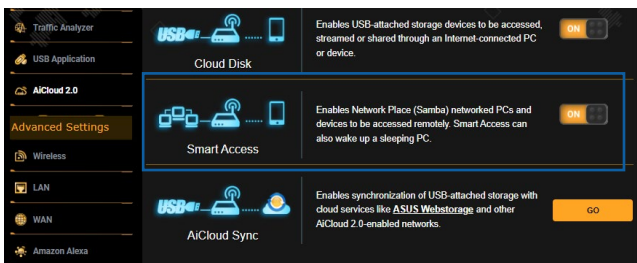 Traffic Analyzer
USB Application
AiCloud 2.0
Advanced Settings
Wireless
LAN
WAN
Amazon Alexa
USB
Cloud Disk
Enables USB-attached storage devices to be accessed,
streamed or shared through an Internet-connected PC
or device.
ON
Smart Access
Enables Network Place (Samba) networked PCs and
devices to be accessed remotely. Smart Access can
also wake up a sleeping PC.
ON
USB
AiCloud Sync
Enables synchronization of USB-attached storage with
cloud services like ASUS Webstorage and other
AiCloud 2.0-enabled networks.
GO